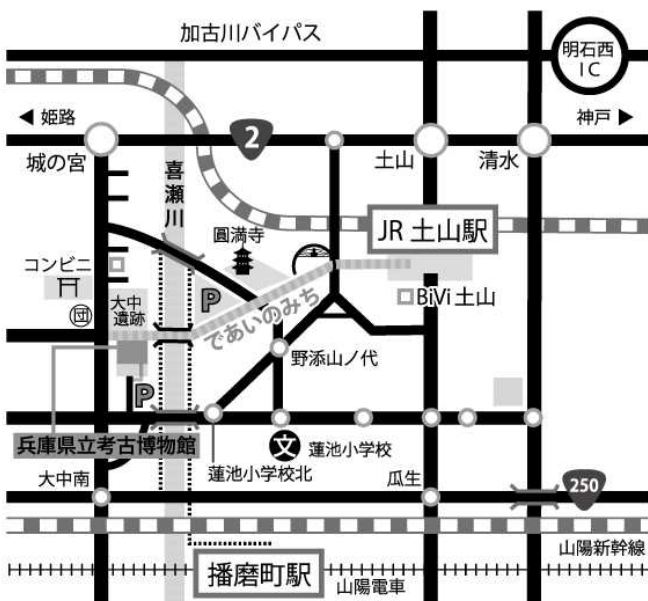 加古川バイパス
明石西
IC
◀ 姫路
2
神戸 ▶
城の宮
喜瀬川
土山
清水
圓満寺
JR 土山駅
コンビニ
大中
遺跡
団
P
であいのみち
BiVi土山
野添山ノ代
P
兵庫県立考古博物館
文
蓮池小学校
蓮池小学校北
大中南
瓜生
250
山陽新幹線
播磨町駅
山陽電車